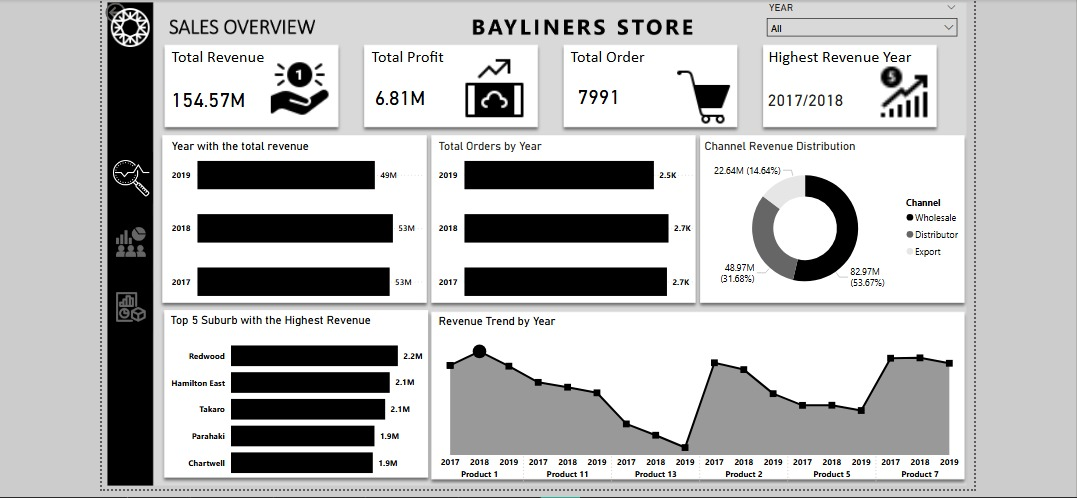 SALES OVERVIEW
BAYLINERS STORE
YEAR
All
Total Revenue
154.57M
1
Total Profit
6.81M
Total Order
7991
Highest Revenue Year
2017/2018
5
Year with the total revenue
2019 49M
2018 53M
2017 53M
Total Orders by Year
2019 2.5K
2018 2.7K
2017 2.7K
Channel Revenue Distribution
22.64M (14.64%)
48.97M
(31.68%)
82.97M
(53.67%)
Channel
Wholesale
Distributor
Export
Top 5 Suburb with the Highest Revenue
Redwood 2.2M
Hamilton East 2.1M
Takaro 2.1M
Parahaki 1.9M
Chartwell 1.9M
Revenue Trend by Year
2017 2018 2019 2017 2018 2019 2017 2018 2019 2017 2018 2019 2017 2018 2019 2017 2018 2019
Product 1 Product 11 Product 13 Product 2 Product 5 Product 7